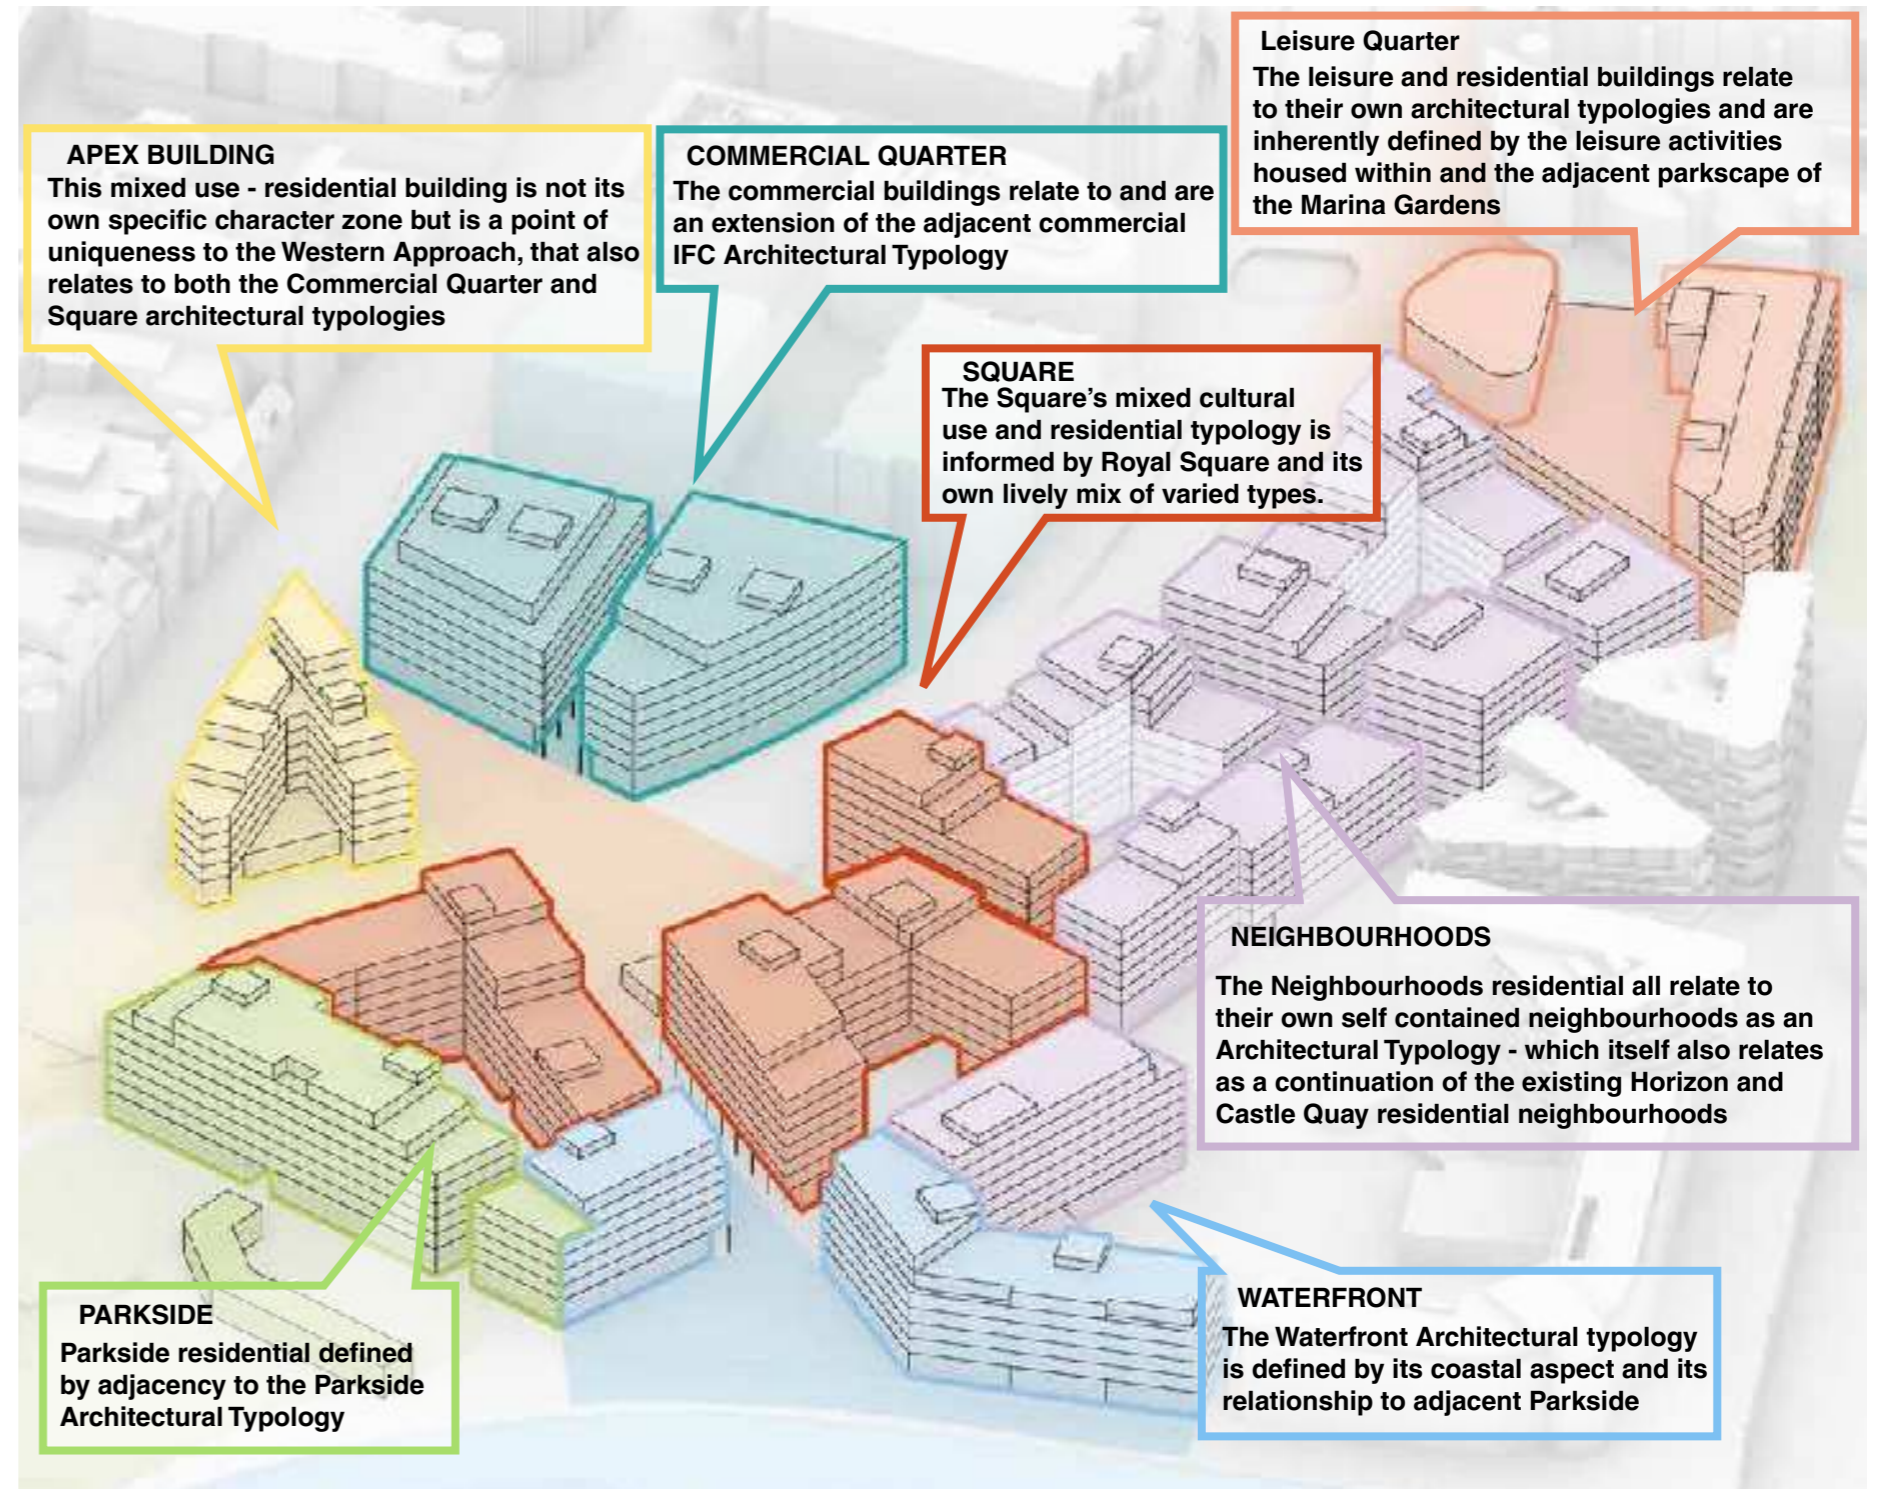 APEX BUILDING
This mixed use - residential building is not its
own specific character zone but is a point of
uniqueness to the Western Approach, that also
relates to both the Commercial Quarter and
Square architectural typologies
COMMERCIAL QUARTER
The commercial buildings relate to and are
an extension of the adjacent commercial
IFC Architectural Typology
Leisure Quarter
The leisure and residential buildings relate
to their own architectural typologies and are
inherently defined by the leisure activities
housed within and the adjacent parkscape of
the Marina Gardens
SQUARE
The Square's mixed cultural
use and residential typology is
informed by Royal Square and its
own lively mix of varied types.
NEIGHBOURHOODS
The Neighbourhoods residential all relate to
their own self contained neighbourhoods as an
Architectural Typology - which itself also relates
as a continuation of the existing Horizon and
Castle Quay residential neighbourhoods
PARKSIDE
Parkside residential defined
by adjacency to the Parkside
Architectural Typology
WATERFRONT
The Waterfront Architectural typology
is defined by its coastal aspect and its
relationship to adjacent Parkside